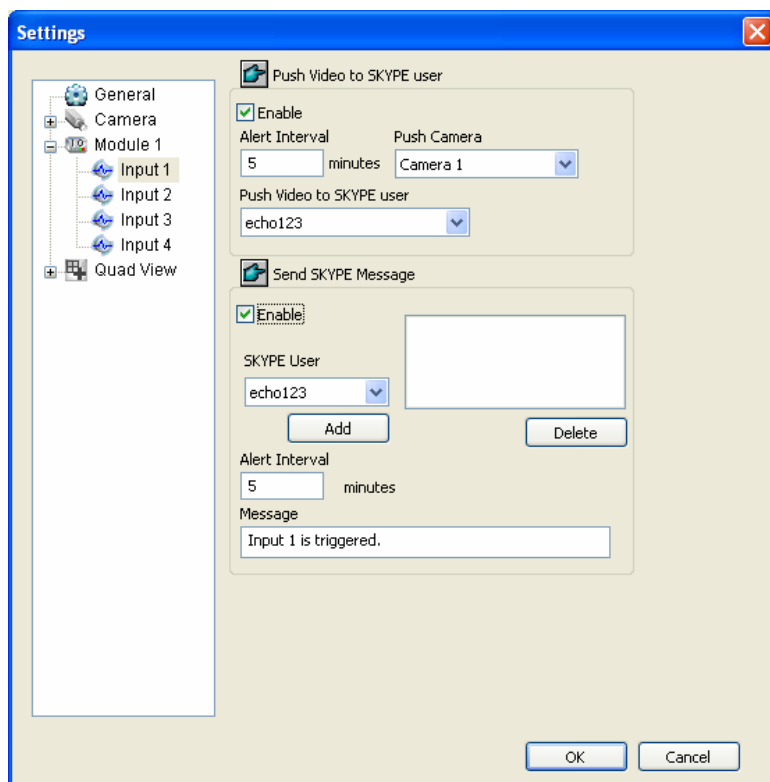 Settings
General
Camera
Module 1
Input 1
Input 2
Input 3
Input 4
Quad View
Push Video to SKYPE user
Enable
Alert Interval
Push Camera
5
minutes
Camera 1
Push Video to SKYPE user
echo123
Send SKYPE Message
Enable
SKYPE User
echo123
Add
Delete
Alert Interval
5
minutes
Message
Input 1 is triggered.
OK
Cancel